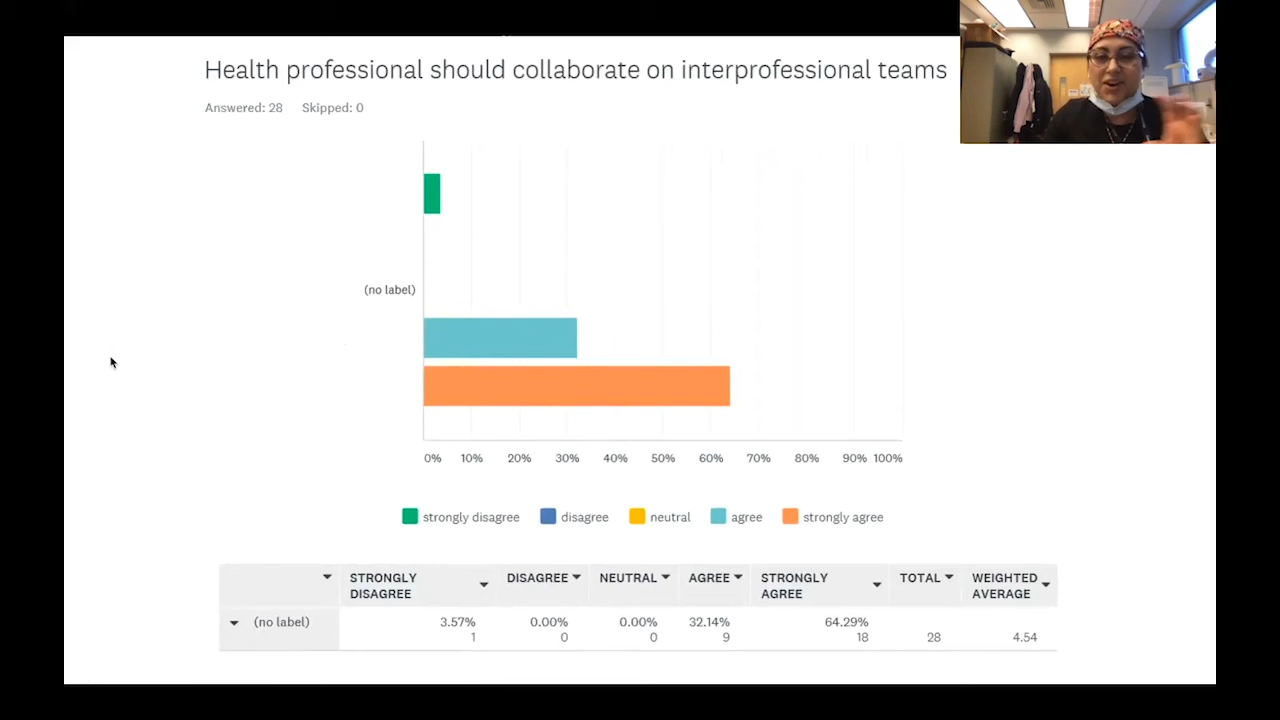 Health professional should collaborate on interprofessional teams
Answered: 28 Skipped: 0
(no label)
0% 10% 20% 30% 40% 50% 60% 70% 80% 90% 100%
strongly disagree disagree neutral agree strongly agree
STRONGLY DISAGREE DISAGREE NEUTRAL AGREE STRONGLY AGREE TOTAL WEIGHTED AVERAGE
(no label) 3.57% 0.00% 0.00% 32.14% 64.29%
1 0 0 9 18 28 4.54